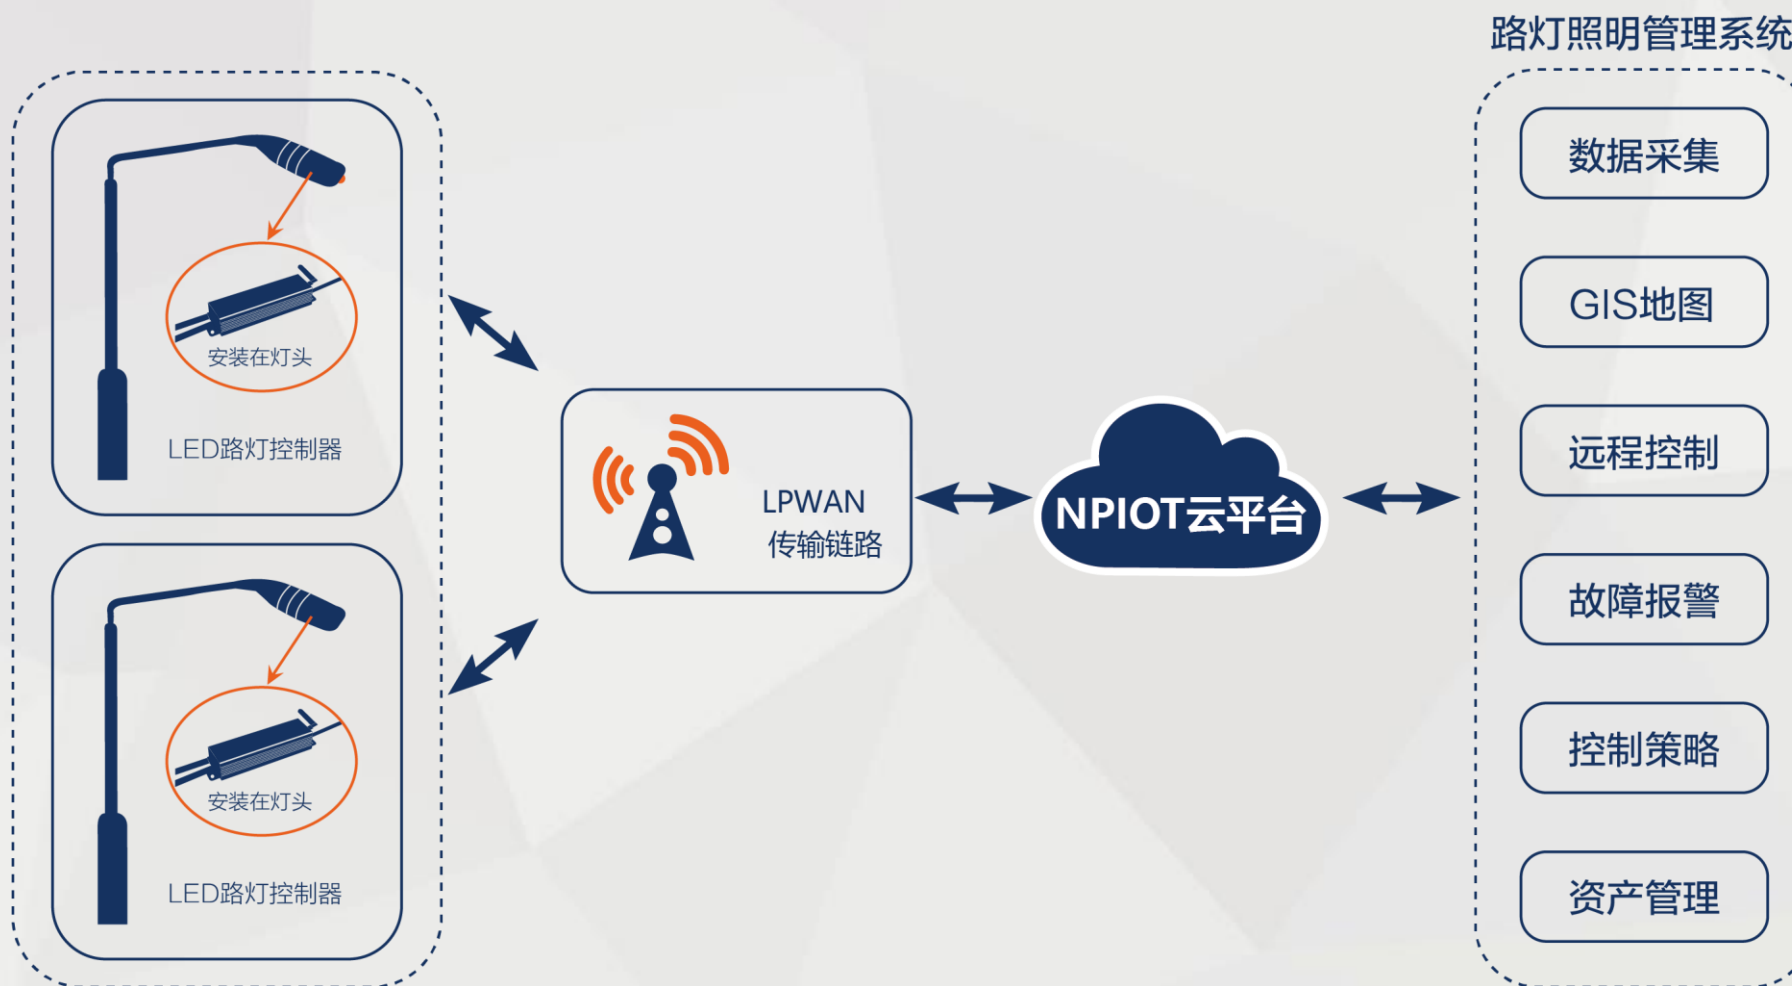 安装在灯头
LED路灯控制器
安装在灯头
LED路灯控制器
LPWAN
传输链路
NPIOT云平台
路灯照明管理系统
数据采集
GIS地图
远程控制
故障报警
控制策略
资产管理